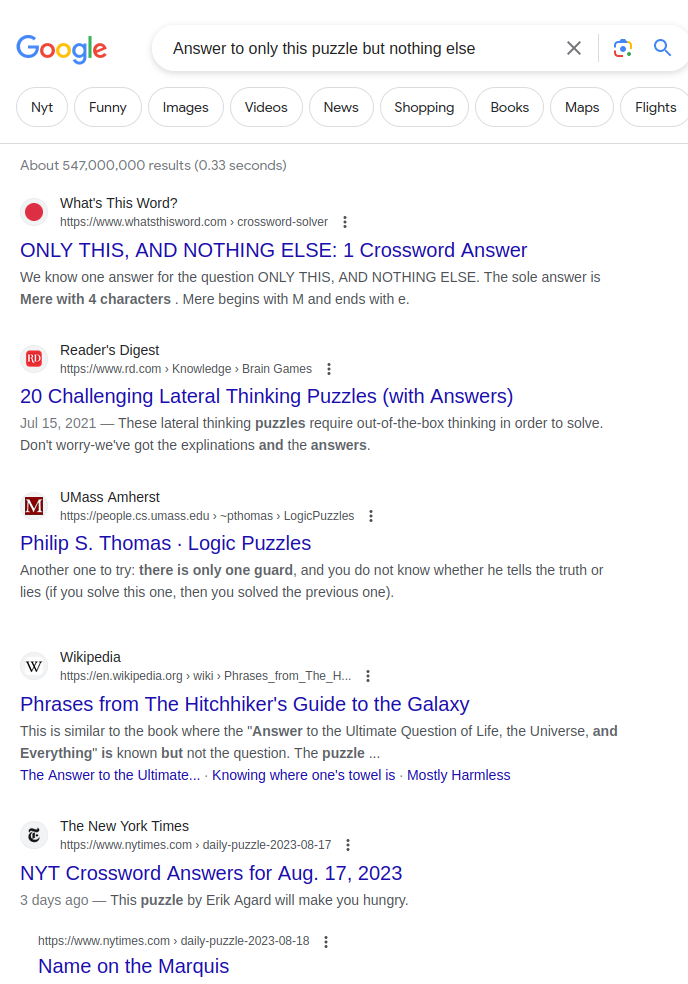 Google
Answer to only this puzzle but nothing else
Nyt Funny Images Videos News Shopping Books Maps Flights
About 547,000,000 results (0.33 seconds)
What's This Word?
https://www.whatsthisword.com › crossword-solver
ONLY THIS, AND NOTHING ELSE: 1 Crossword Answer
We know one answer for the question ONLY THIS, AND NOTHING ELSE. The sole answer is
Mere with 4 characters . Mere begins with M and ends with e.
RD
Reader's Digest
https://www.rd.com › Knowledge › Brain Games
20 Challenging Lateral Thinking Puzzles (with Answers)
Jul 15, 2021 — These lateral thinking puzzles require out-of-the-box thinking in order to solve.
Don't worry-we've got the explinations and the answers.
M
UMass Amherst
https://people.cs.umass.edu › ~pthomas › LogicPuzzles
Philip S. Thomas · Logic Puzzles
Another one to try: there is only one guard, and you do not know whether he tells the truth or
lies (if you solve this one, then you solved the previous one).
W
Wikipedia
https://en.wikipedia.org › wiki › Phrases_from_The_H...
Phrases from The Hitchhiker's Guide to the Galaxy
This is similar to the book where the "Answer to the Ultimate Question of Life, the Universe, and
Everything" is known but not the question. The puzzle ...
The Answer to the Ultimate... · Knowing where one's towel is · Mostly Harmless
T
The New York Times
https://www.nytimes.com › daily-puzzle-2023-08-17
NYT Crossword Answers for Aug. 17, 2023
3 days ago — This puzzle by Erik Agard will make you hungry.
https://www.nytimes.com › daily-puzzle-2023-08-18
Name on the Marquis